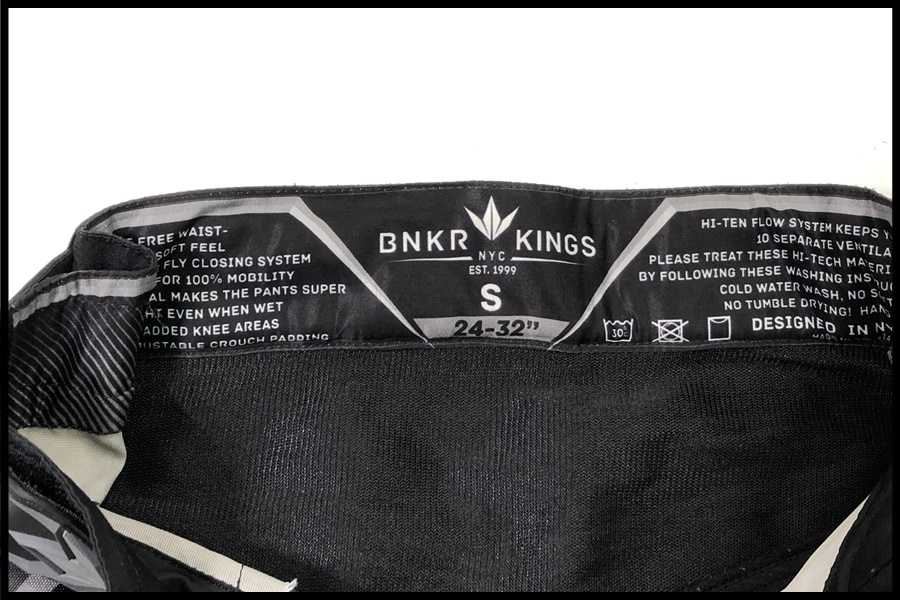 FREE WAIST-
SOFT FEEL
FLY CLOSING SYSTEM
FOR 100% MOBILITY
AL MAKES THE PANTS SUPER
EVEN WHEN WET
ADDED KNEE AREAS
USTABLE CROUCH PADDING
BNKR KINGS
NYC
EST. 1999
S
24-32”
HI-TEN FLOW SYSTEM KEEPS
10 SEPARATE VENTILA
PLEASE TREAT THESE HI-TECH MATERI
BY FOLLOWING THESE WASHING INS
COLD WATER WASH, NO
NO TUMBLE DRYING! HAN
30°
DESIGNED IN NY